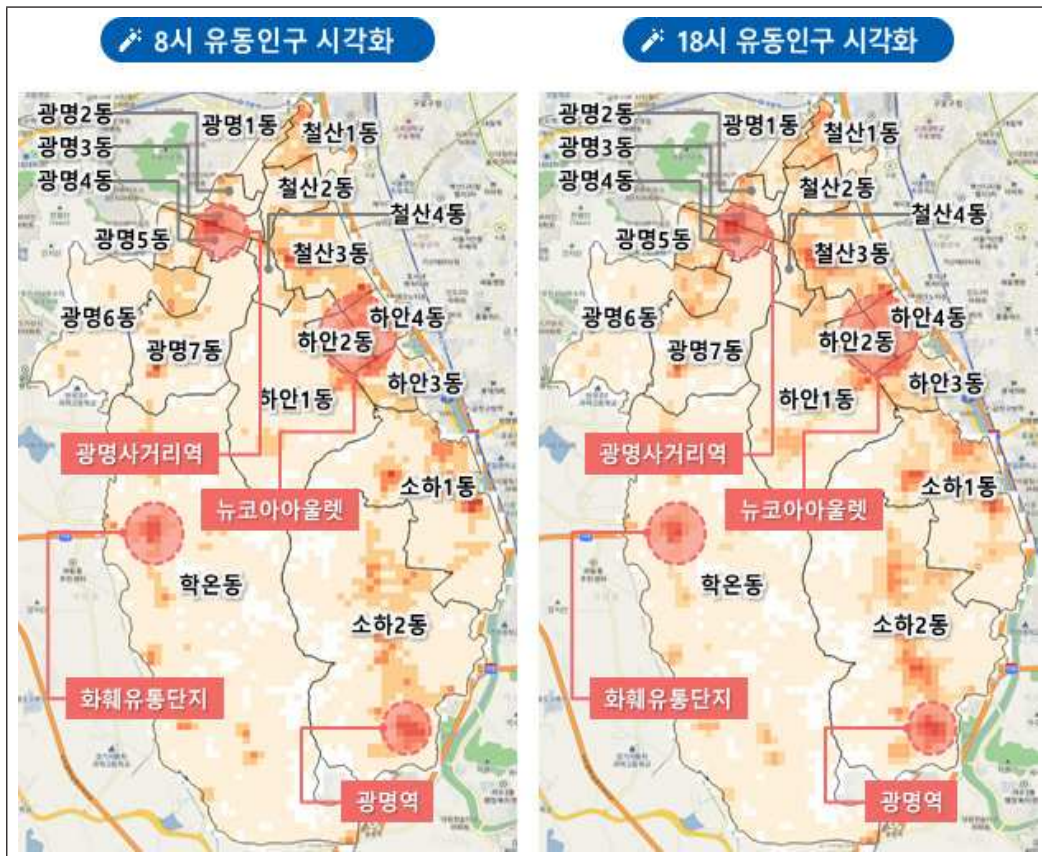 8시 유동인구 시각화
광명2동
광명1동
광명3동
철산1동
광명4동
철산2동
철산4동
광명5동
철산3동
광명6동
하안4동
광명7동
하안2동
하안3동
하안1동
광명사거리역
소하1동
뉴코아아울렛
학온동
소하2동
화훼유통단지
광명역
18시 유동인구 시각화
광명2동
광명1동
광명3동
철산1동
광명4동
철산2동
철산4동
광명5동
철산3동
광명6동
하안4동
광명7동
하안2동
하안3동
하안1동
광명사거리역
소하1동
뉴코아아울렛
학온동
소하2동
화훼유통단지
광명역